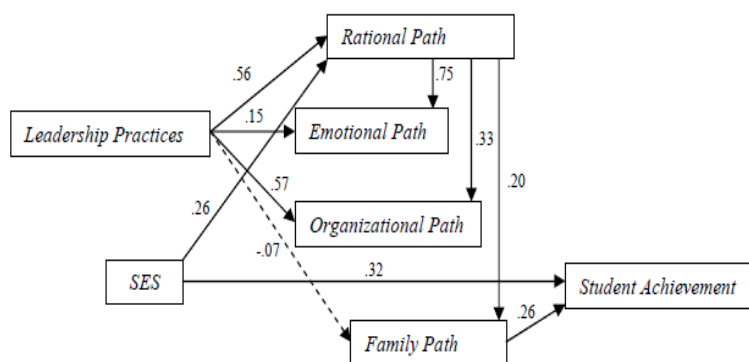 Rational Path
.56
.75
Leadership Practices
.15
Emotional Path
.33
.57
.20
.26
Organizational Path
-.07
SES
.32
Student Achievement
.26
Family Path